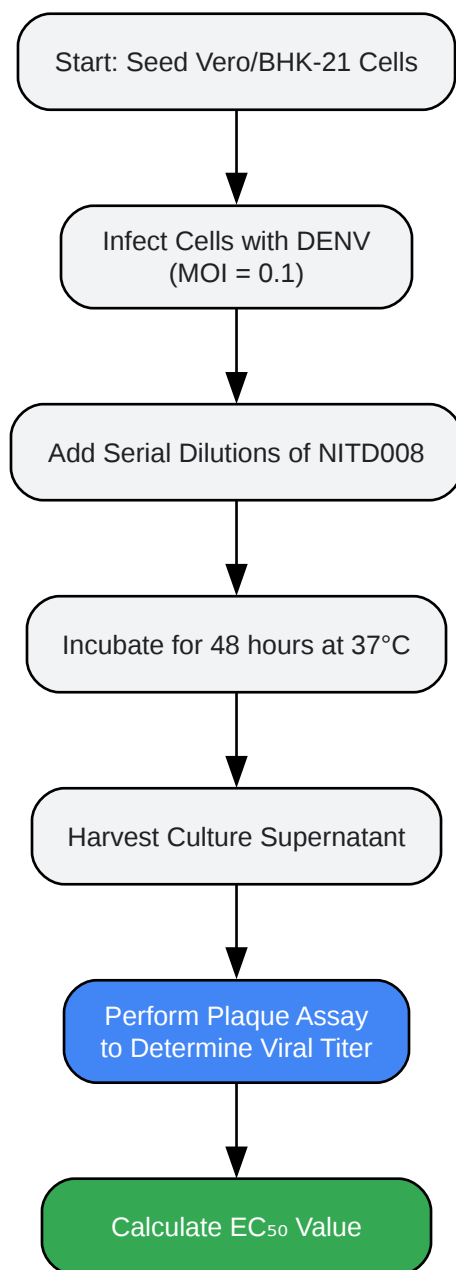 Start: Seed Vero/BHK-21 Cells
Infect Cells with DENV
(MOI = 0.1)
Add Serial Dilutions of NITD008
Incubate for 48 hours at 37°C
Harvest Culture Supernatant
Perform Plaque Assay
to Determine Viral Titer
Calculate EC₅₀ Value